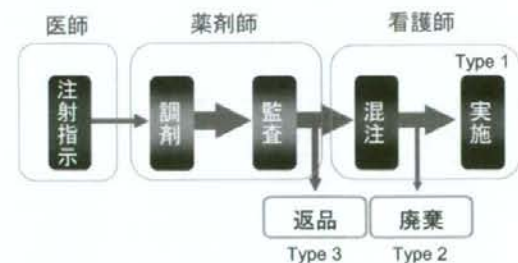 医師
薬剤師
看護師
Type 1
注射指示
調剤
監査
混注
実施
返品
廃棄
Type 3
Type 2